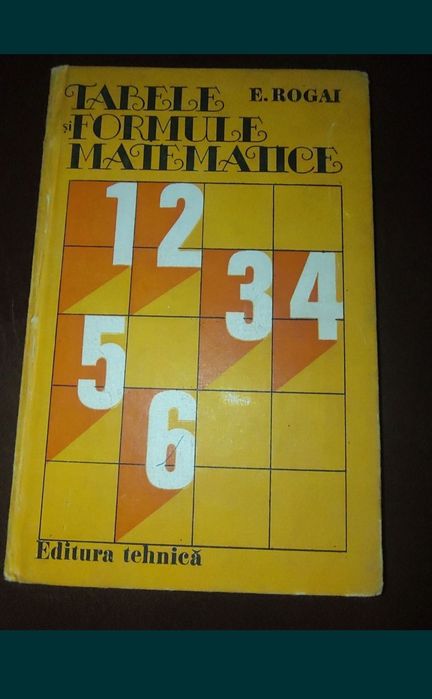 TABELE E. ROGAI
și FORMULE
MATEMATICE
1 2
3 4
5
6
Editura tehnică